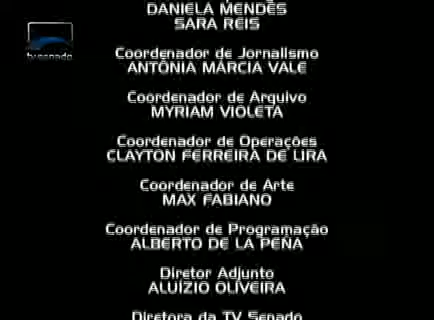 DANIELA MENDES
SARA REIS
tv senado
Coordenador de Jornalismo
ANTÔNIA MÁRCIA VALE
Coordenador de Arquivo
MYRIAM VIOLETA
Coordenador de Operações
CLAYTON FERREIRA DE LIRA
Coordenador de Arte
MAX FABIANO
Coordenador de Programação
ALBERTO DE LA PEÑA
Diretor Adjunto
ALUÍZIO OLIVEIRA
Diretora da TV Senado